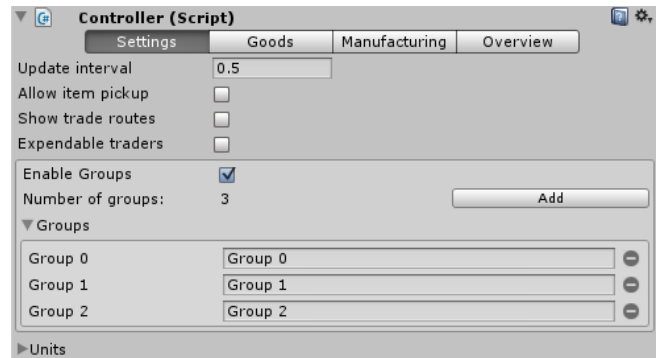 Controller (Script)
Settings Goods Manufacturing Overview
Update interval 0.5
Allow item pickup
Show trade routes
Expendable traders
Enable Groups
Number of groups: 3 Add
Groups
Group 0 Group 0
Group 1 Group 1
Group 2 Group 2
Units